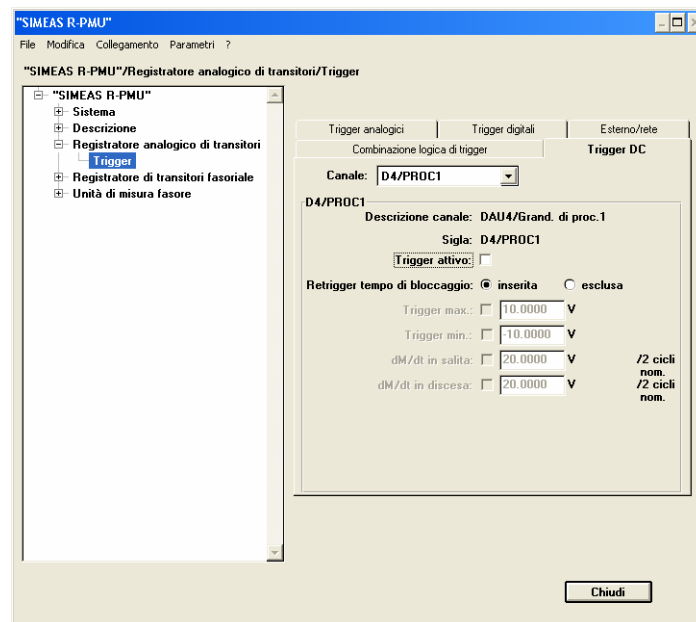 "SIMEAS R-PMU"
File Modifica Collegamento Parametri ?
"SIMEAS R-PMU"/Registratore analogico di transitori/Trigger
"SIMEAS R-PMU"
Sistema
Descrizione
Registratore analogico di transitori
Trigger
Registratore di transitori fasoriale
Unità di misura fasore
Trigger analogici Trigger digitali Esterno/rete
Combinazione logica di trigger Trigger DC
Canale: D4/PROC1
D4/PROC1
Descrizione canale: DAU4/Grand. di proc.1
Sigla: D4/PROC1
Trigger attivo:
Retrigger tempo di bloccaggio: inserita esclusa
Trigger max.: 10.0000 V
Trigger min.: -10.0000 V
dM/dt in salita: 20.0000 V /2 cicli nom.
dM/dt in discesa: 20.0000 V /2 cicli nom.
Chiudi